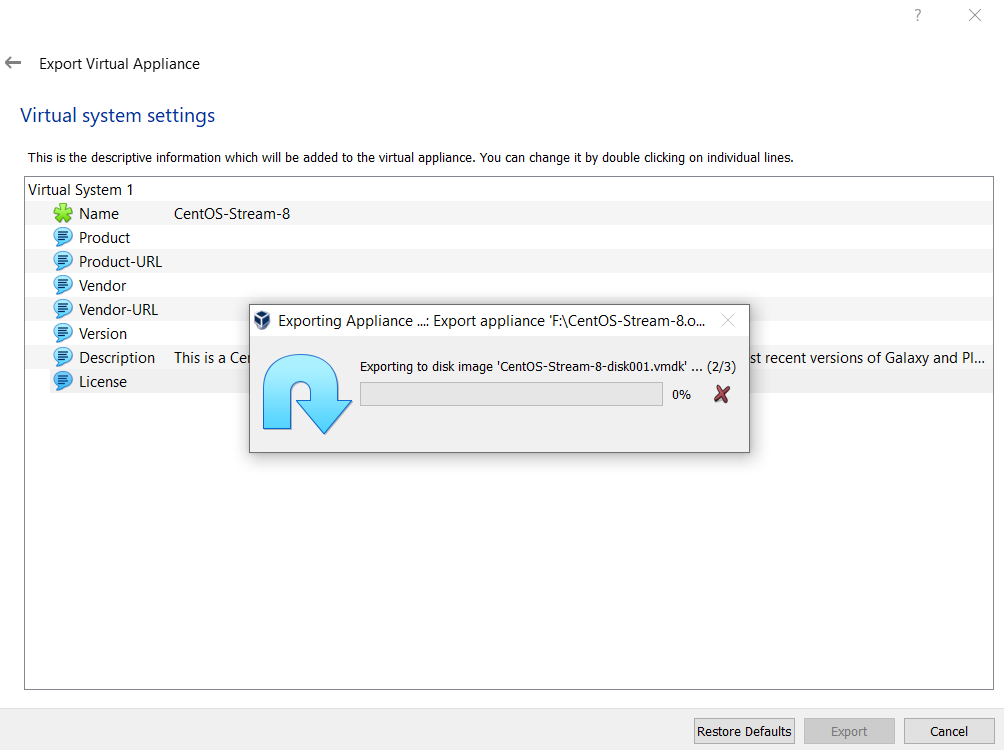 ?
Export Virtual Appliance
Virtual system settings
This is the descriptive information which will be added to the virtual appliance. You can change it by double clicking on individual lines.
Virtual System 1
Name CentOS-Stream-8
Product
Product-URL
Vendor
Vendor-URL
Version
Description This is a st recent versions of Galaxy and Pl...
License
Exporting Appliance ...: Export appliance 'F:\CentOS-Stream-8.o...
Exporting to disk image 'CentOS-Stream-8-disk001.vmdk' ... (2/3)
0%
Restore Defaults Export Cancel